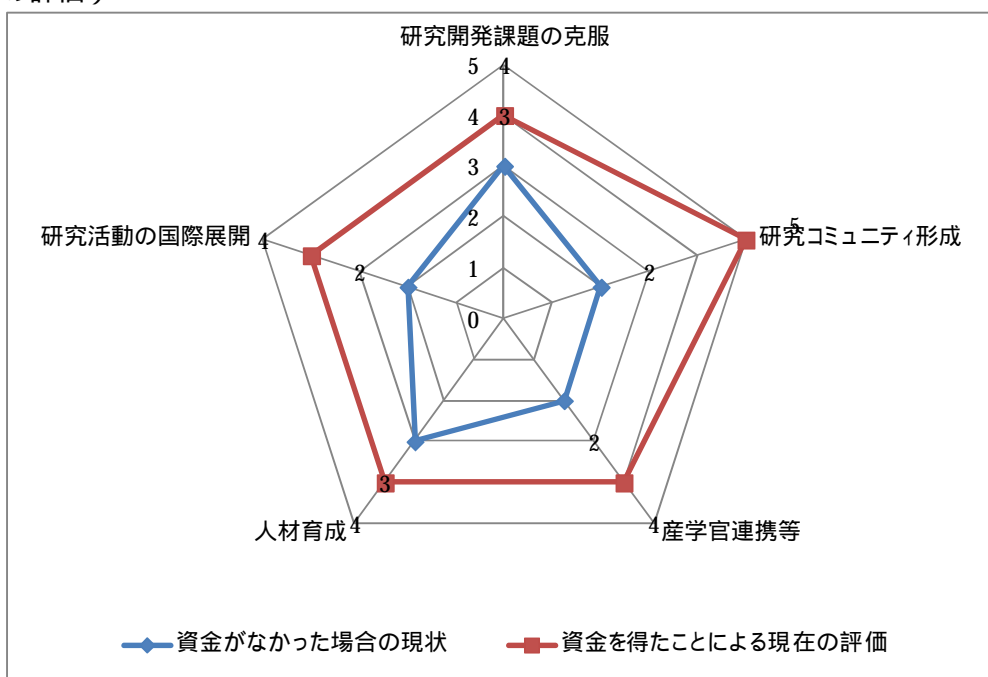 研究開発課題の克服
5 4
4 3
3
2
1
0
5
研究コミュニティ形成
2
研究活動の国際展開
4
2
2
4
産学官連携等
人材育成
3
4
資金がなかった場合の現状
資金を得たことによる現在の評価